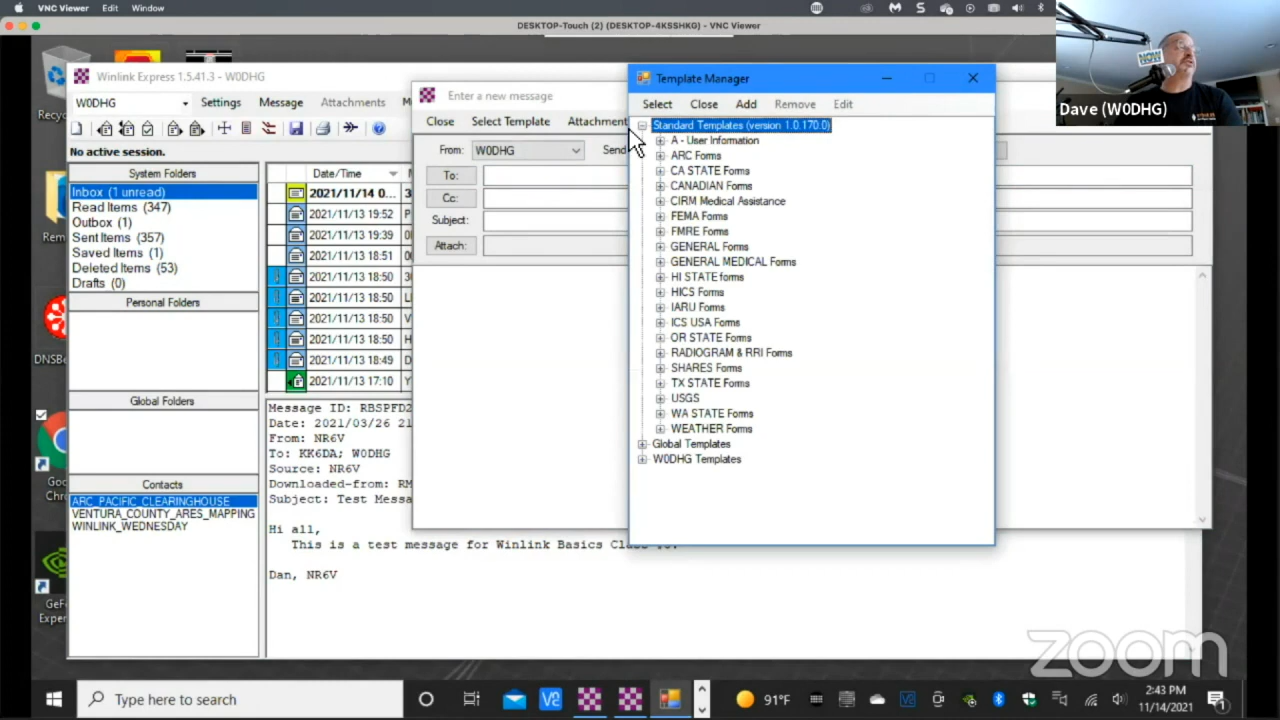 VNC Viewer Edit Window
DESKTOP-Touch (2) (DESKTOP-4KSSHKG) - VNC Viewer
NOW
Dave (W0DHG)
Winlink Express 1.5.41.3 - W0DHG
W0DHG Settings Message Attachments
No active session.
System Folders
Inbox (1 unread)
Read Items (347)
Outbox (1)
Sent Items (357)
Saved Items (1)
Deleted Items (53)
Drafts (0)
Personal Folders
Global Folders
Contacts
ARC_PACIFIC_CLEARINGHOUSE
VENTURA_COUNTY_ARES_MAPPING
WINLINK_WEDNESDAY
Date/Time
2021/11/14 0...
2021/11/13 19:52
2021/11/13 19:39
2021/11/13 18:51
2021/11/13 18:50
2021/11/13 18:50
2021/11/13 18:50
2021/11/13 18:50
2021/11/13 18:49
2021/11/13 17:10
Message ID: RBSPFD2
Date: 2021/03/26 21
From: NR6V
To: KK6DA; W0DHG
Source: NR6V
Downloaded-from: RM
Subject: Test Messa
Hi all,
This is a test message for Winlink Basics Class
Dan, NR6V
Enter a new message
Close Select Template Attachment
From: W0DHG Send
To:
Cc:
Subject:
Attach:
Template Manager
Select Close Add Remove Edit
Standard Templates (version 1.0.170.0)
A - User Information
ARC Forms
CA STATE Forms
CANADIAN Forms
CIRM Medical Assistance
FEMA Forms
FMRE Forms
GENERAL Forms
GENERAL MEDICAL Forms
HI STATE forms
HICS Forms
IARU Forms
ICS USA Forms
OR STATE Forms
RADIOGRAM & RRI Forms
SHARES Forms
TX STATE Forms
USGS
WA STATE Forms
WEATHER Forms
Global Templates
W0DHG Templates
Recyc
Rem
DNSBe
Goo
Chro
GeFo
Experi
zoom
Type here to search
91°F
2:43 PM
11/14/2021